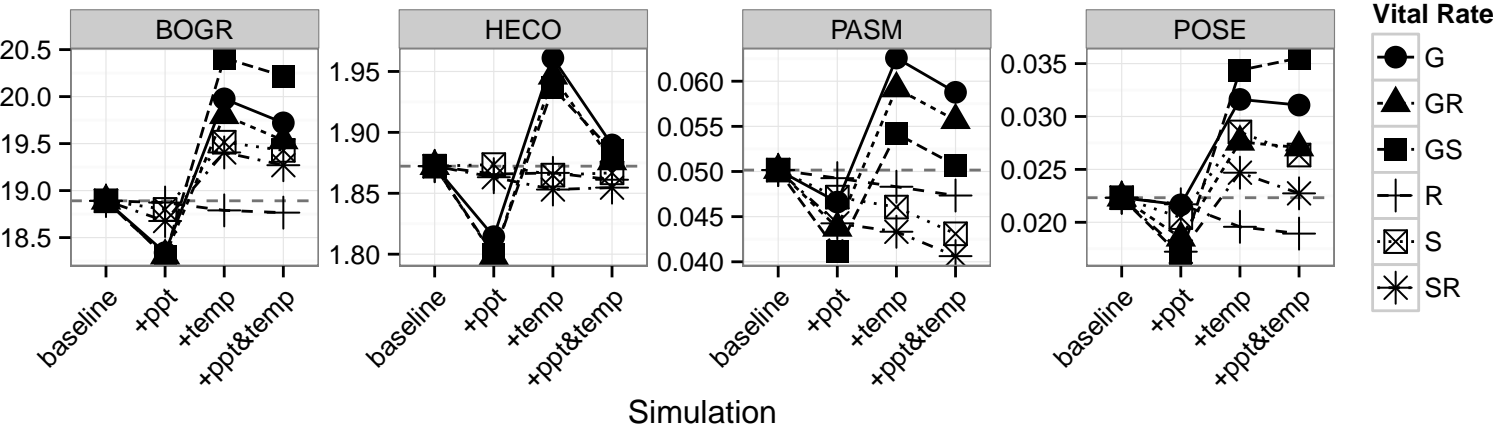 BOGR
HECO
PASM
POSE
20.5
20.0
19.5
19.0
18.5
1.95
1.90
1.85
1.80
0.060
0.055
0.050
0.045
0.040
0.035
0.030
0.025
0.020
baseline
+ppt
+temp
+ppt&temp
baseline
+ppt
+temp
+ppt&temp
baseline
+ppt
+temp
+ppt&temp
baseline
+ppt
+temp
+ppt&temp
Simulation
Vital Rate
G
GR
GS
R
S
SR